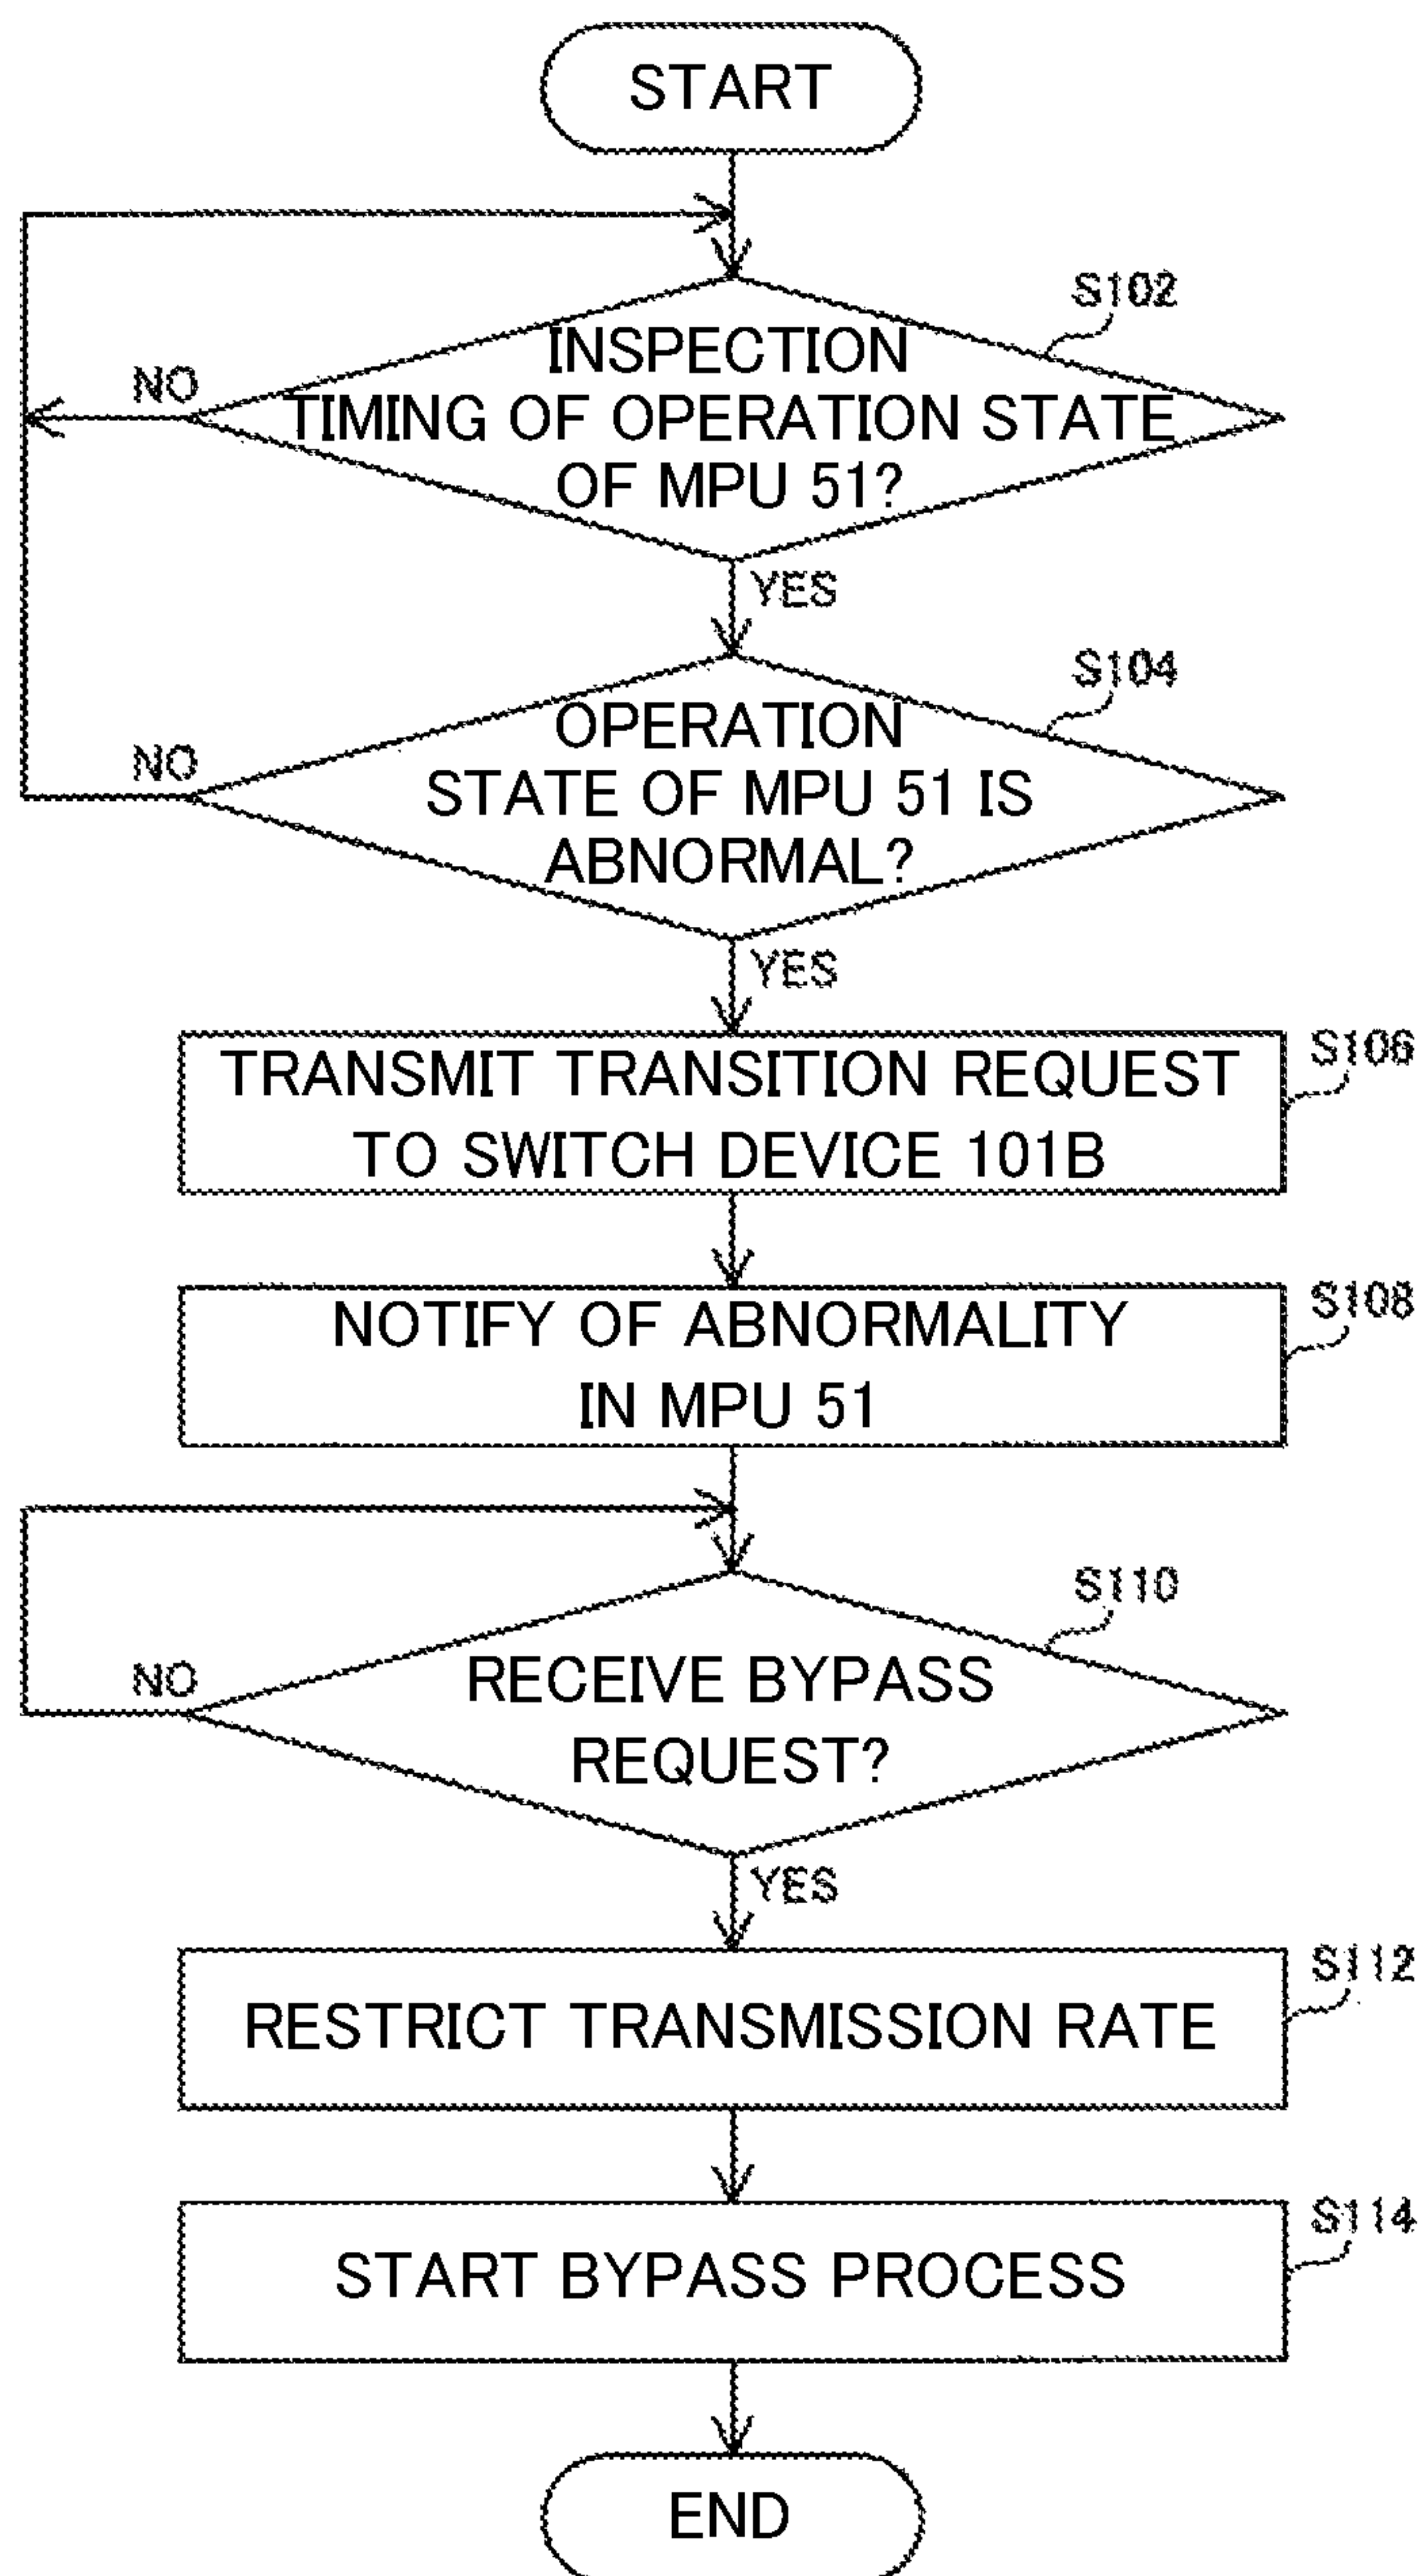 START
S102
INSPECTION
TIMING OF OPERATION STATE
OF MPU 51?
NO
YES
S104
OPERATION
STATE OF MPU 51 IS
ABNORMAL?
NO
YES
S106
TRANSMIT TRANSITION REQUEST
TO SWITCH DEVICE 101B
S108
NOTIFY OF ABNORMALITY
IN MPU 51
S110
RECEIVE BYPASS
REQUEST?
NO
YES
S112
RESTRICT TRANSMISSION RATE
S114
START BYPASS PROCESS
END